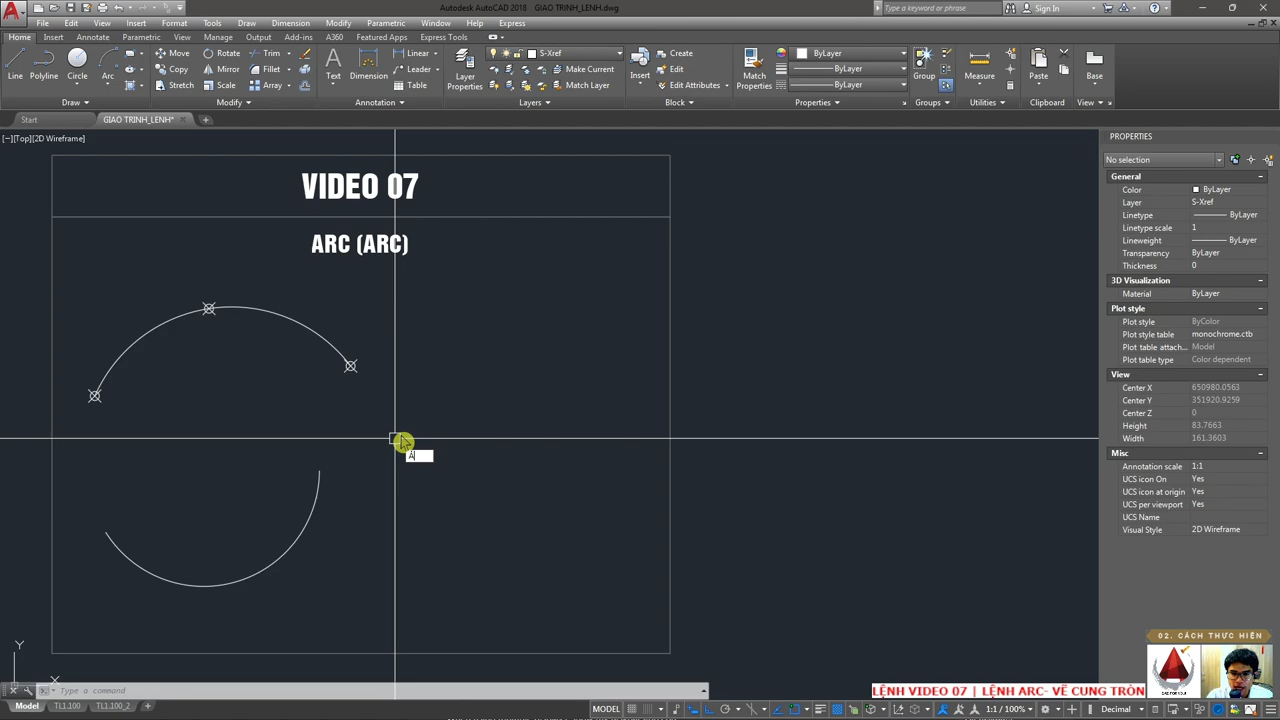 Autodesk AutoCAD 2018 GIAO TRINH_LENH.dwg
Type a keyword or phrase
Sign In
File Edit View Insert Format Tools Draw Dimension Modify Parametric Window Help Express
Home Insert Annotate Parametric View Manage Output Add-ins A360 Featured Apps Express Tools
Line Polyline Circle Arc
Move Rotate Trim
Copy Mirror Fillet
Stretch Scale Array
Text Dimension
Linear
Leader
Table
Layer Properties
S-Xref
Make Current
Match Layer
Insert
Create
Edit
Edit Attributes
Match Properties
ByLayer
ByLayer
ByLayer
Group Measure Paste Base
Draw Modify Annotation Layers Block Properties Groups Utilities Clipboard View
Start GIAO TRINH_LENH*
[−][Top][2D Wireframe]
VIDEO 07
ARC (ARC)
A
Y
X
PROPERTIES
No selection
General
Color ByLayer
Layer S-Xref
Linetype ByLayer
Linetype scale 1
Lineweight ByLayer
Transparency ByLayer
Thickness 0
3D Visualization
Material ByLayer
Plot style
Plot style ByColor
Plot style table monochrome.ctb
Plot table attach... Model
Plot table type Color dependent
View
Center X 650980.0563
Center Y 351920.9259
Center Z 0
Height 83.7663
Width 161.3603
Misc
Annotation scale 1:1
UCS icon On Yes
UCS icon at origin Yes
UCS per viewport Yes
UCS Name
Visual Style 2D Wireframe
02. CÁCH THỰC HIỆN
LỆNH VIDEO 07 | LỆNH ARC- VẼ CUNG TRÒN
Type a command
Model TL1.100 TL1.100_2
MODEL 1:1 / 100% Decimal